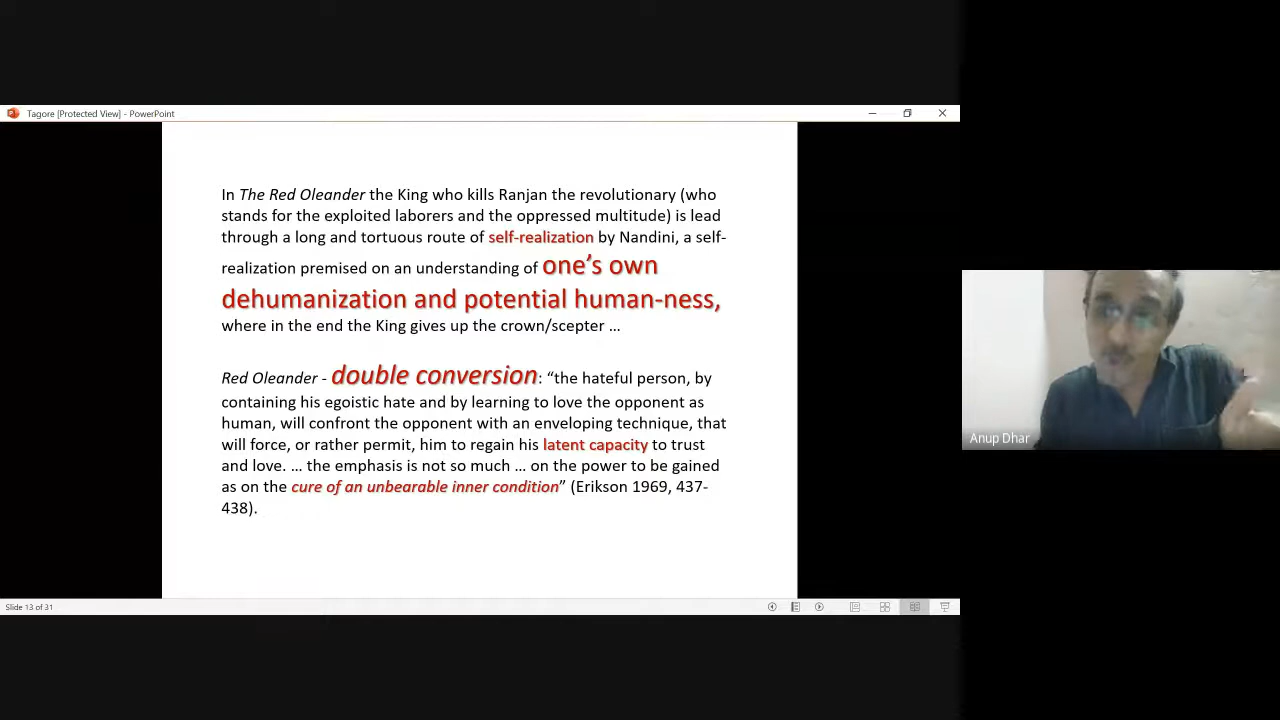 Tagore [Protected View] - PowerPoint
In The Red Oleander the King who kills Ranjan the revolutionary (who
stands for the exploited laborers and the oppressed multitude) is lead
through a long and tortuous route of self-realization by Nandini, a self-
realization premised on an understanding of one's own
dehumanization and potential human-ness,
where in the end the King gives up the crown/scepter ...
Red Oleander - double conversion: “the hateful person, by
containing his egoistic hate and by learning to love the opponent as
human, will confront the opponent with an enveloping technique, that
will force, or rather permit, him to regain his latent capacity to trust
and love. ... the emphasis is not so much ... on the power to be gained
as on the cure of an unbearable inner condition” (Erikson 1969, 437-
438).
Anup Dhar
Slide 13 of 31